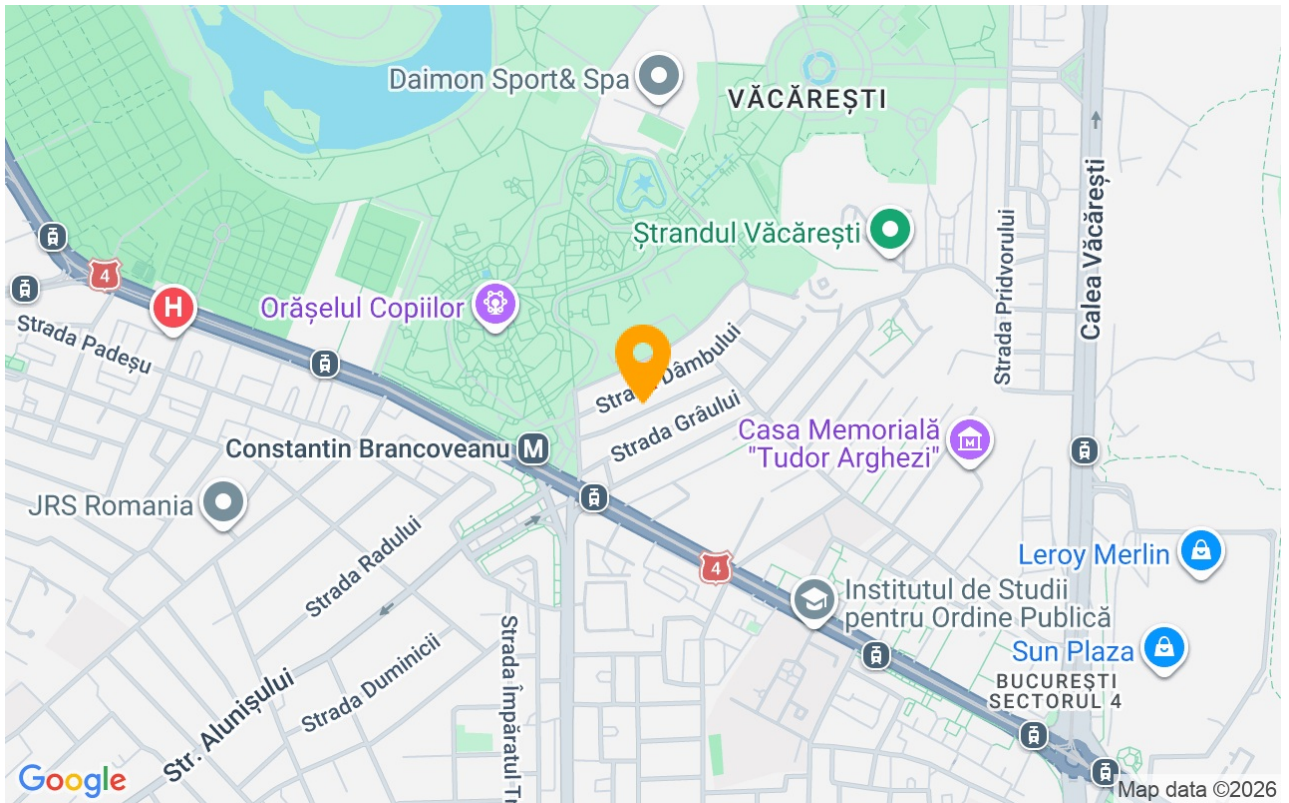 Daimon Sport& Spa
VĂCĂREȘTI
Ștrandul Văcărești
Strada Pridvorului
Calea Văcărești
4
H
Orășelul Copiilor
Strada Padeșu
Strada Dâmbului
Strada Grâului
Constantin Brancoveanu
M
Casa Memorială
"Tudor Arghezi"
JRS Romania
Strada Radului
4
Leroy Merlin
Institutul de Studii
pentru Ordine Publică
Sun Plaza
Strada Duminicii
Strada Împăratul Tr
BUCUREȘTI
SECTORUL 4
Str. Alunișului
Google
Map data ©2026